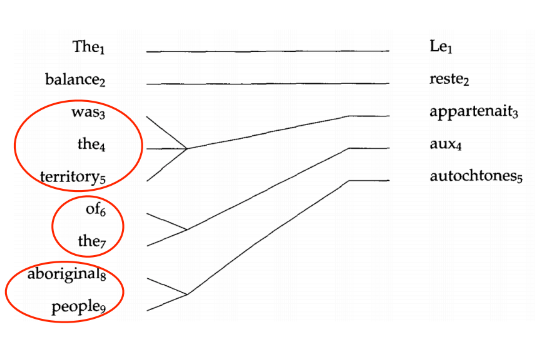 The1 Le1
balance2 reste2
was3 appartenait3
the4 aux4
territory5 autochtones5
of6
the7
aboriginal8
people9